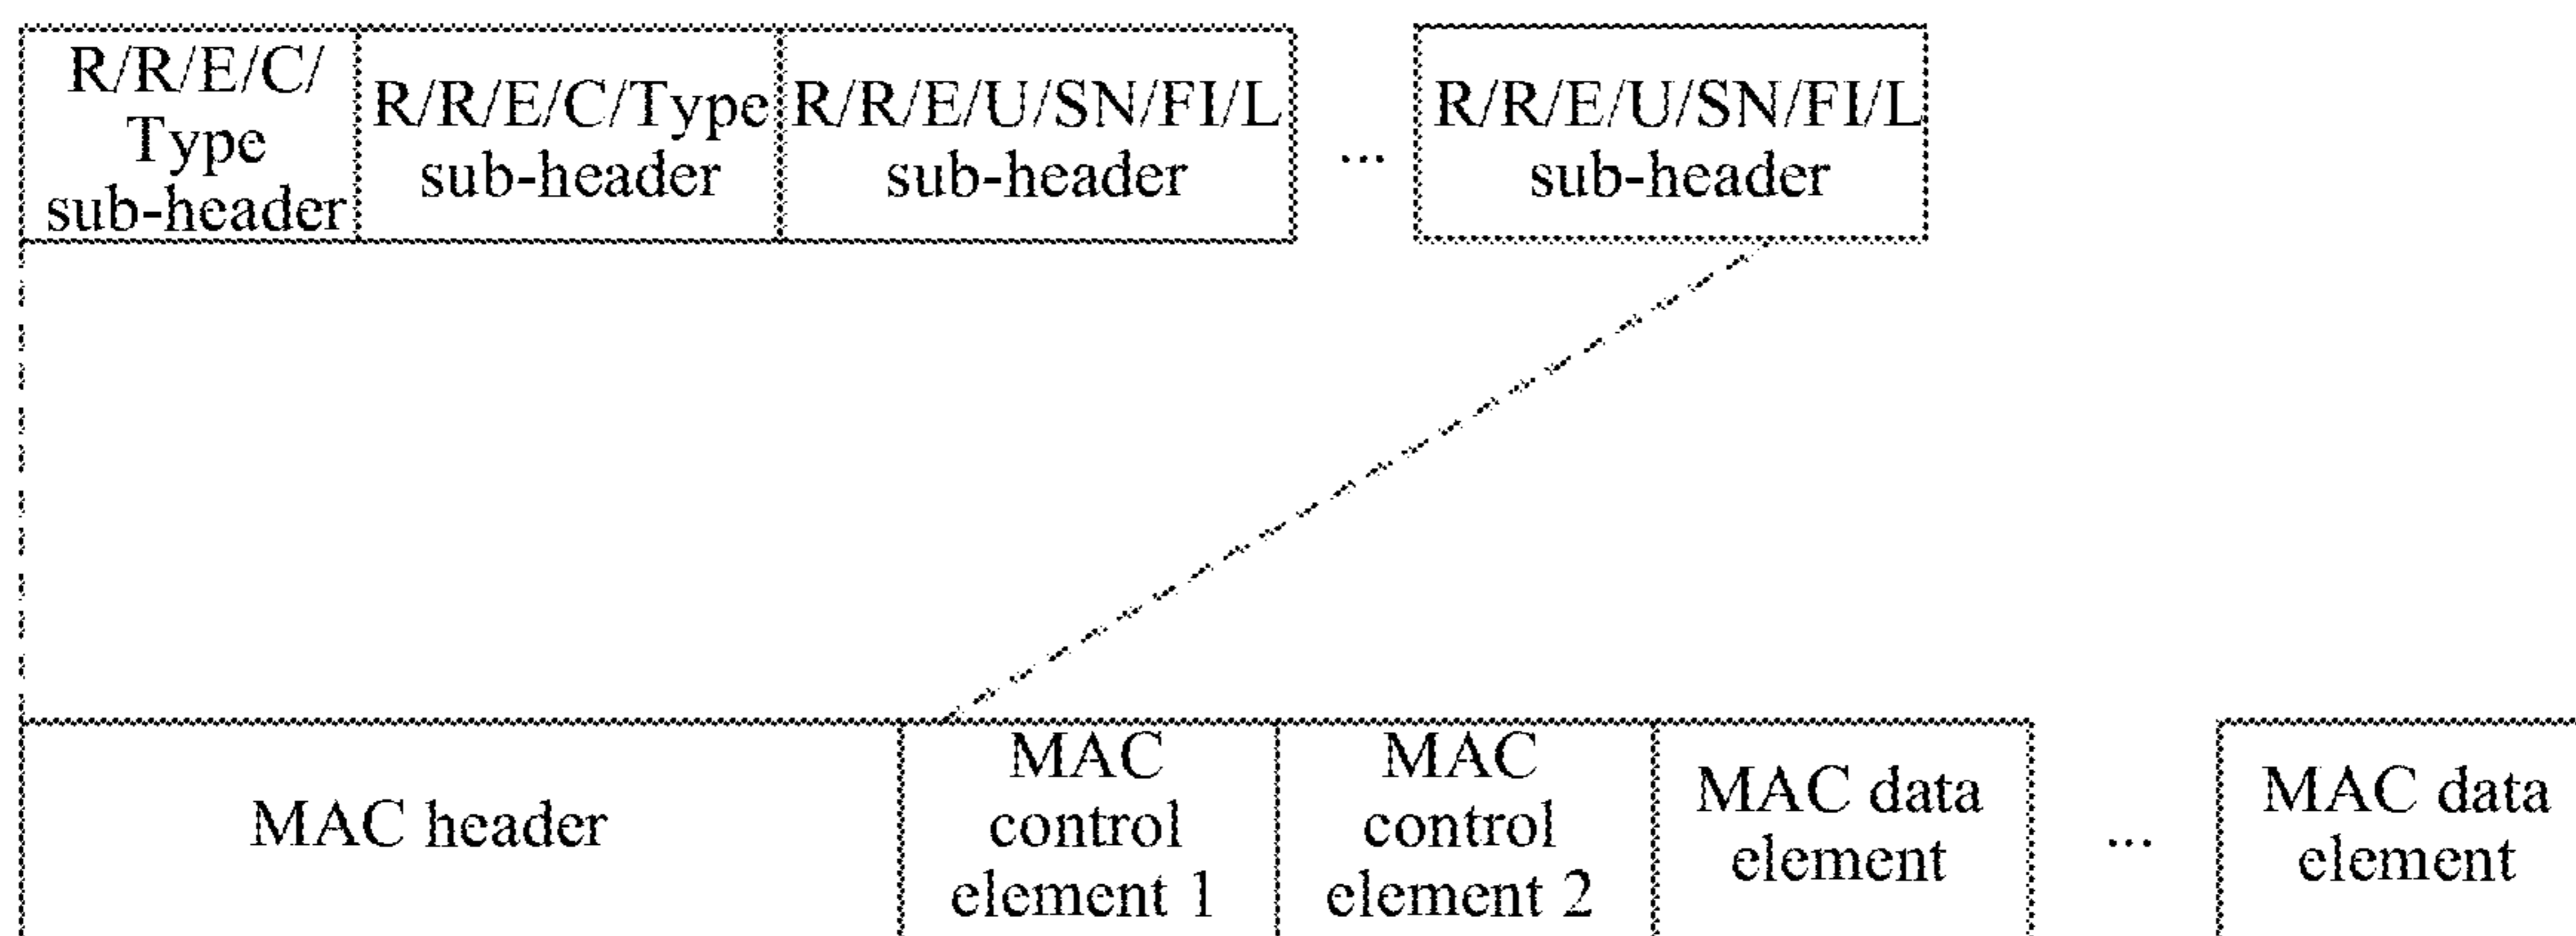 R/R/E/C/
Type
sub-header
R/R/E/C/Type
sub-header
R/R/E/U/SN/FI/L
sub-header
...
R/R/E/U/SN/FI/L
sub-header
MAC header
MAC
control
element 1
MAC
control
element 2
MAC data
element
...
MAC data
element